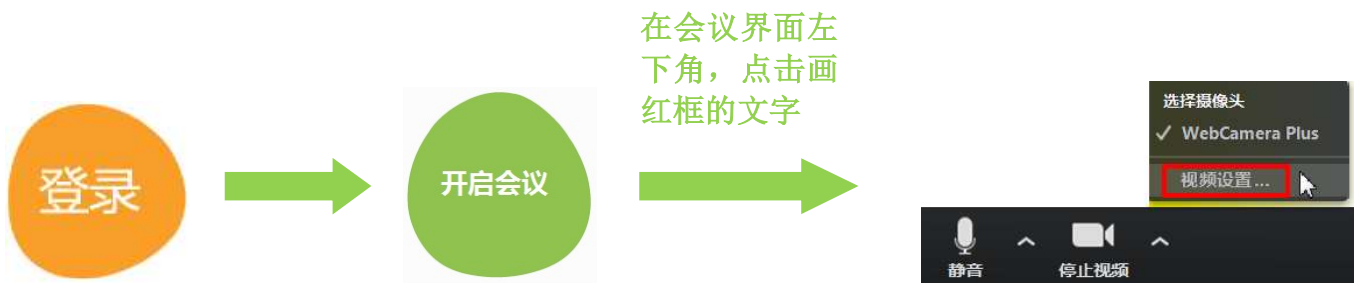 登录
开启会议
在会议界面左
下角，点击画
红框的文字
选择摄像头
✓ WebCamera Plus
视频设置...
静音
停止视频